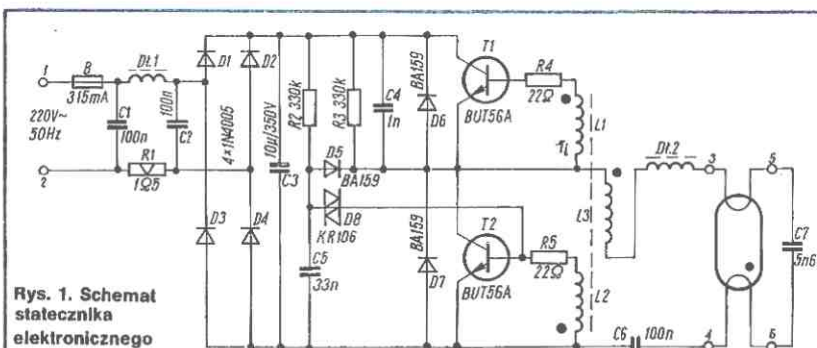 1
B
315mA
Dł.1
220V~
50Hz
C1
100n
100n
C2
R1
1Ω5
2
D1
D2
D3
D4
4×1N4005
10µ/350V
C3
R2 330k
R3 330k
C4
1n
BA159
D6
D5
BA159
D8
KR106
C5
33n
BA159
D7
T1
BUT56A
R4
22Ω
L1
T2
BUT56A
R5
22Ω
L2
L3
Dł.2
3
5
C7
5n6
4
6
C6
100n
Rys. 1. Schemat
statecznika
elektronicznego